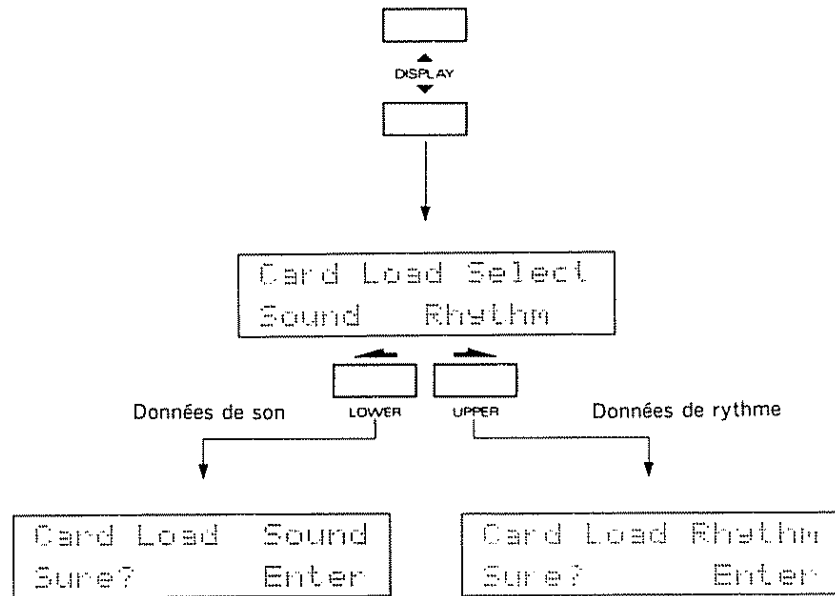 DISPLAY
Card Load Select
Sound Rhythm
LOWER UPPER
Données de son
Données de rythme
Card Load Sound
Sure? Enter
Card Load Rhythm
Sure? Enter